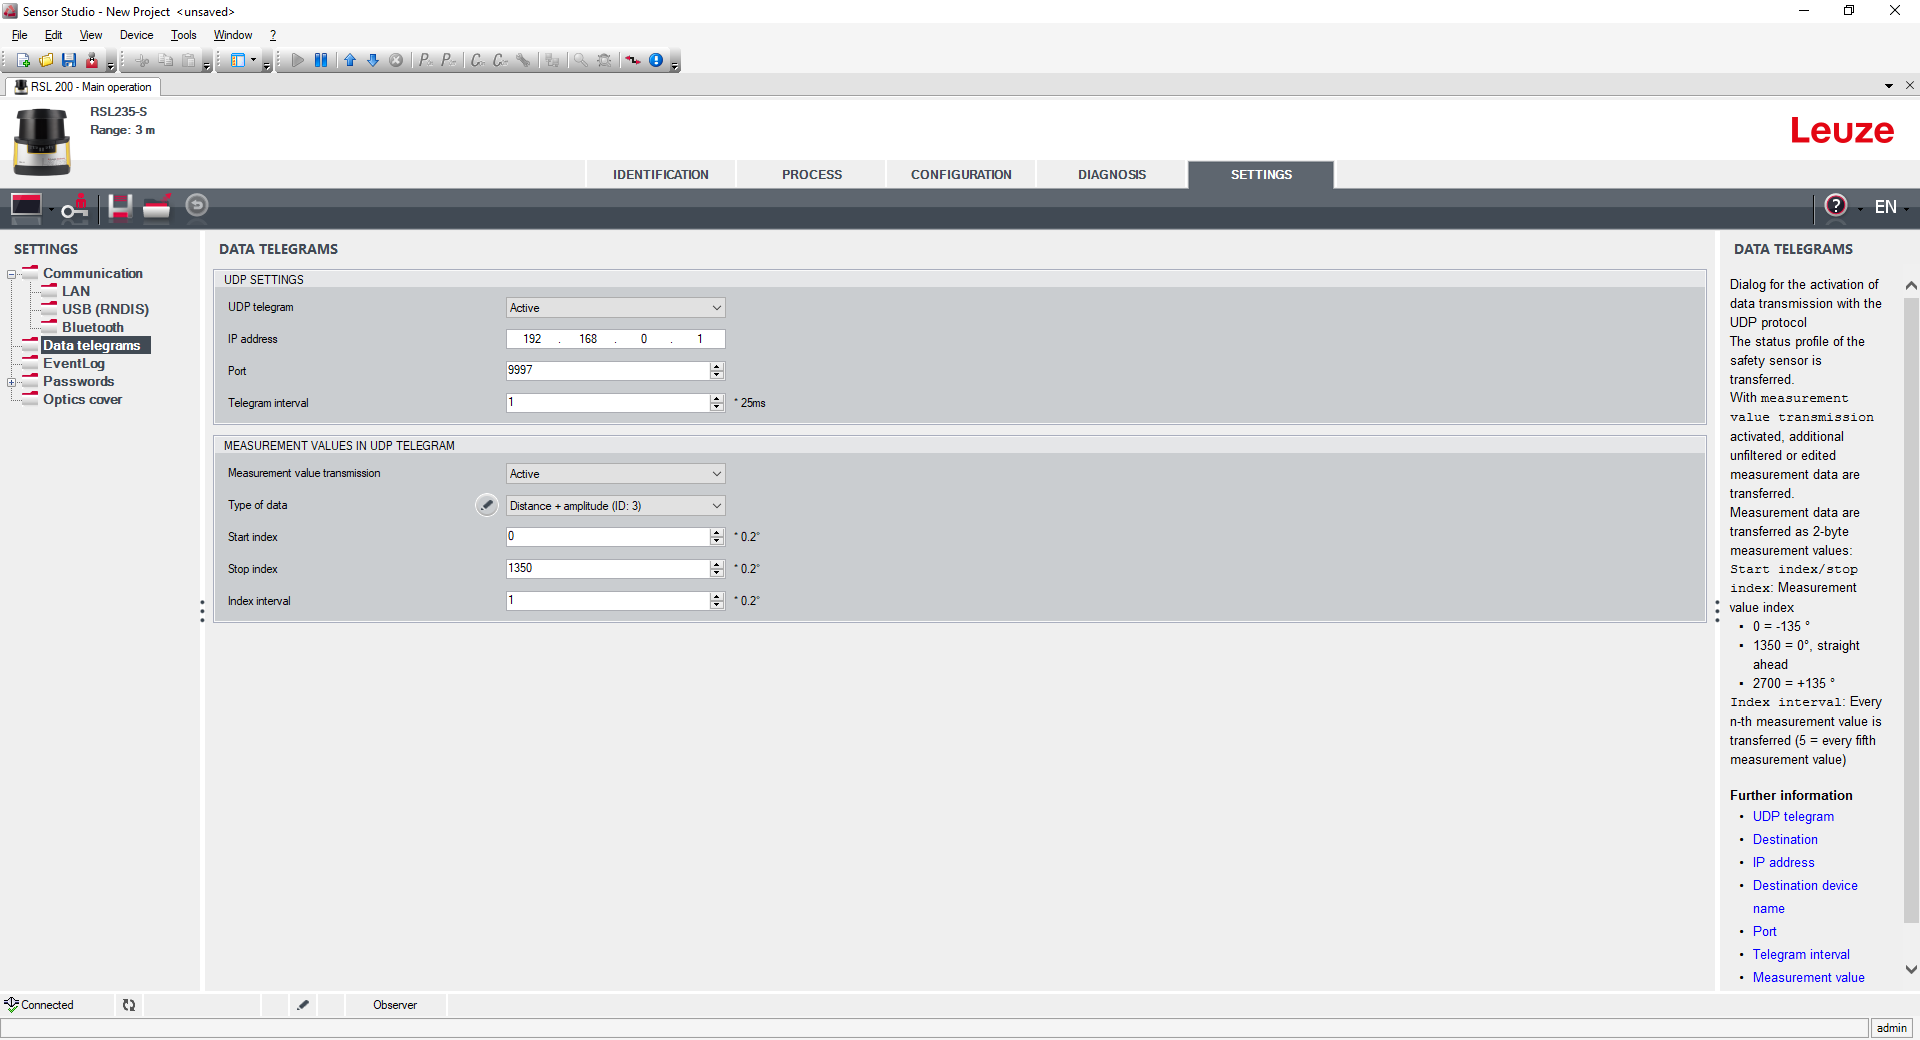 Sensor Studio - New Project <unsaved>
File Edit View Device Tools Window ?
RSL 200 - Main operation
RSL235-S
Range: 3 m
Leuze
IDENTIFICATION PROCESS CONFIGURATION DIAGNOSIS SETTINGS
? EN
SETTINGS
Communication
LAN
USB (RNDIS)
Bluetooth
Data telegrams
EventLog
Passwords
Optics cover
DATA TELEGRAMS
UDP SETTINGS
UDP telegram Active
IP address 192 . 168 . 0 . 1
Port 9997
Telegram interval 1 * 25ms
MEASUREMENT VALUES IN UDP TELEGRAM
Measurement value transmission Active
Type of data Distance + amplitude (ID: 3)
Start index 0 * 0.2°
Stop index 1350 * 0.2°
Index interval 1 * 0.2°
DATA TELEGRAMS
Dialog for the activation of
data transmission with the
UDP protocol
The status profile of the
safety sensor is
transferred.
With measurement
value transmission
activated, additional
unfiltered or edited
measurement data are
transferred.
Measurement data are
transferred as 2-byte
measurement values:
Start index/stop
index: Measurement
value index
• 0 = -135 °
• 1350 = 0°, straight
ahead
• 2700 = +135 °
Index interval: Every
n-th measurement value is
transferred (5 = every fifth
measurement value)
Further information
• UDP telegram
• Destination
• IP address
• Destination device
name
• Port
• Telegram interval
• Measurement value
Connected Observer
admin